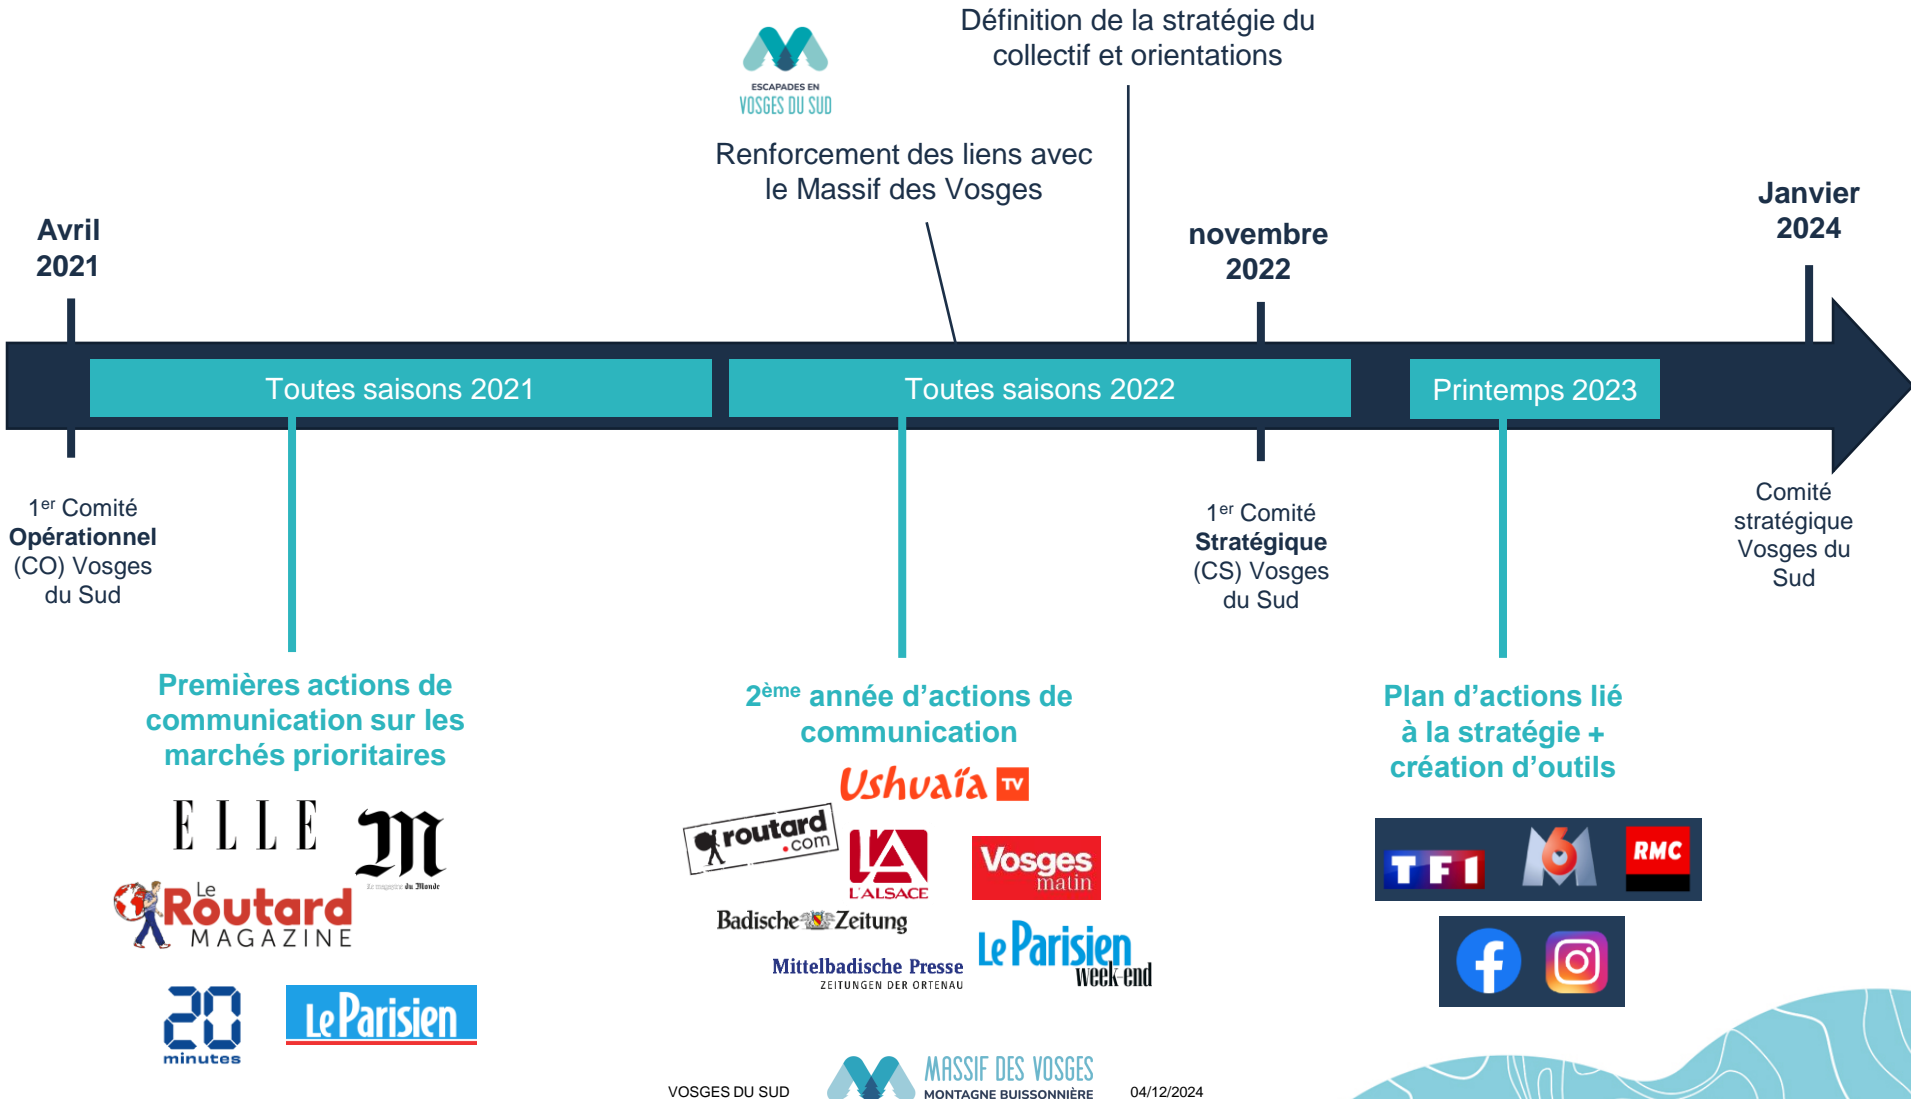 Définition de la stratégie du
collectif et orientations
ESCAPADES EN
VOSGES DU SUD
Renforcement des liens avec
le Massif des Vosges
Avril
2021
novembre
2022
Janvier
2024
Toutes saisons 2021
Toutes saisons 2022
Printemps 2023
1er Comité
Opérationnel
(CO) Vosges
du Sud
1er Comité
Stratégique
(CS) Vosges
du Sud
Comité
stratégique
Vosges du
Sud
Premières actions de
communication sur les
marchés prioritaires
ELLE
M
Le magazine du Monde
Le
Routard
MAGAZINE
20
minutes
Le Parisien
2ème année d’actions de
communication
Ushuaïa TV
routard
.com
L'A
L'ALSACE
Vosges
matin
Badische Zeitung
Mittelbadische Presse
ZEITUNGEN DER ORTENAU
Le Parisien
week-end
Plan d’actions lié
à la stratégie +
création d’outils
TF1
M6
RMC
VOSGES DU SUD
MASSIF DES VOSGES
MONTAGNE BUISSONNIÈRE
04/12/2024